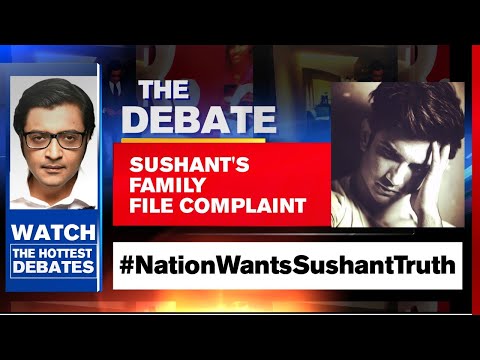 THE
DEBATE
SUSHANT'S
FAMILY
FILE COMPLAINT
WATCH
THE HOTTEST
DEBATES
#NationWantsSushantTruth